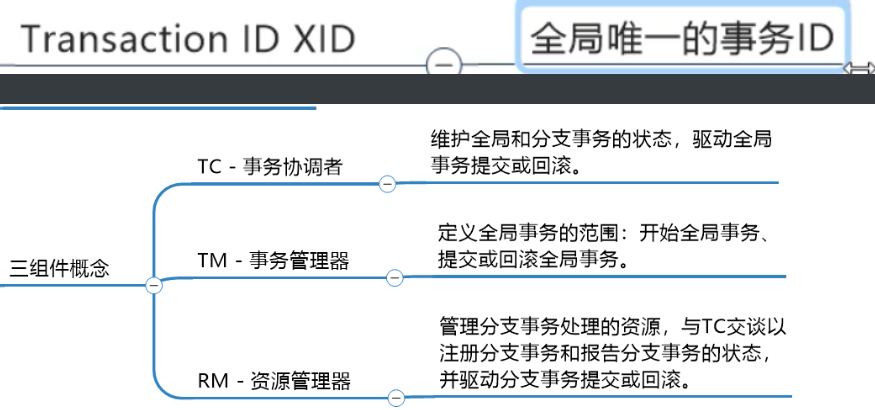 Transaction ID XID
全局唯一的事务ID
TC - 事务协调者
维护全局和分支事务的状态，驱动全局
事务提交或回滚。
三组件概念
TM - 事务管理器
定义全局事务的范围：开始全局事务、
提交或回滚全局事务。
RM - 资源管理器
管理分支事务处理的资源，与TC交谈以
注册分支事务和报告分支事务的状态，
并驱动分支事务提交或回滚。